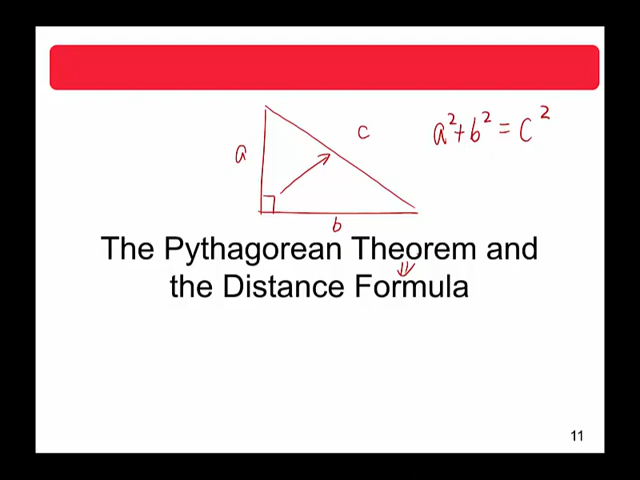 a
c
a²+b²=c²
b
The Pythagorean Theorem and
the Distance Formula
11